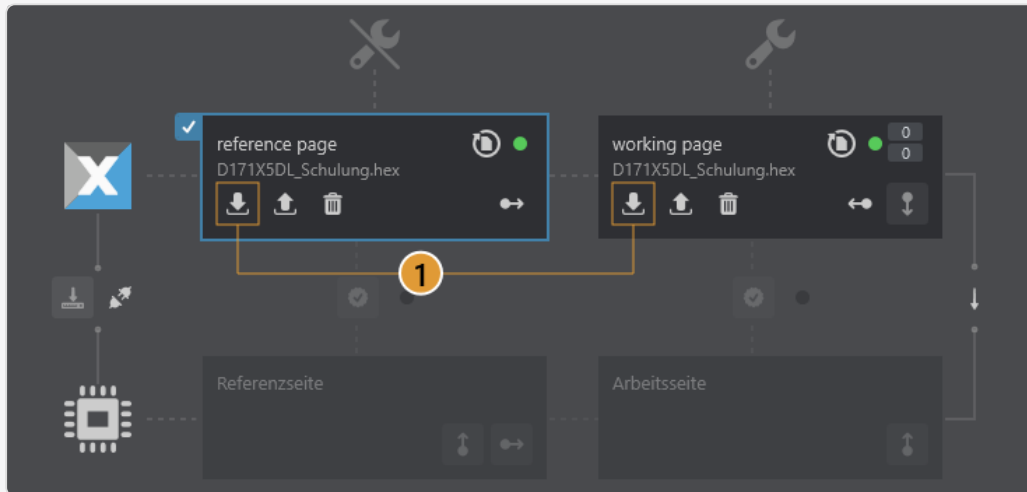 reference page
D171X5DL_Schulung.hex
working page
D171X5DL_Schulung.hex
0
0
1
Referenzseite
Arbeitsseite